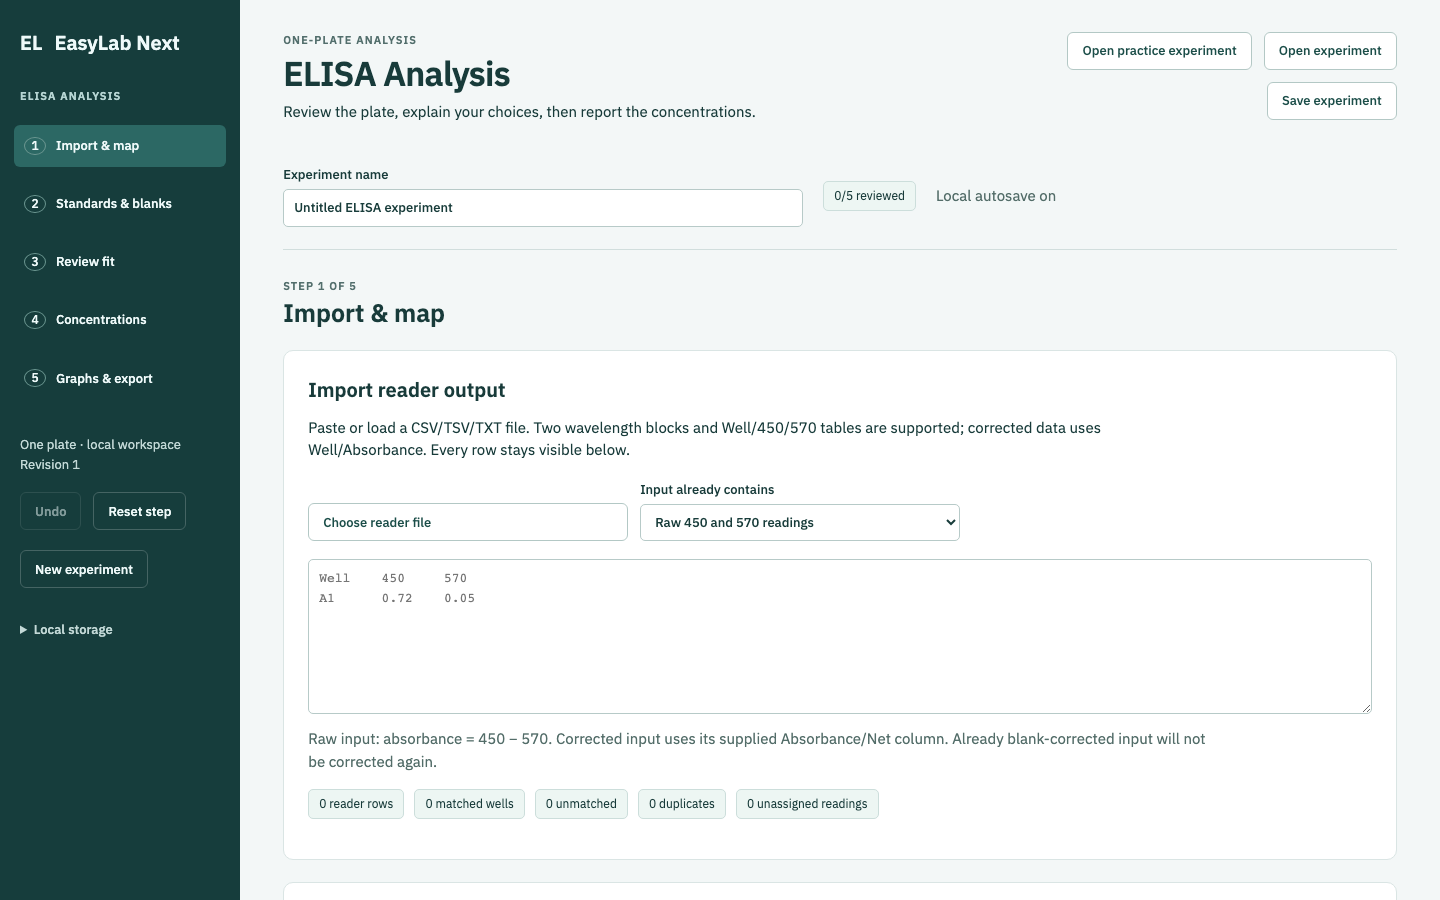 EL EasyLab Next
ELISA ANALYSIS
1 Import & map
2 Standards & blanks
3 Review fit
4 Concentrations
5 Graphs & export
One plate · local workspace
Revision 1
Undo Reset step
New experiment
▶ Local storage
ONE-PLATE ANALYSIS
ELISA Analysis
Review the plate, explain your choices, then report the concentrations.
Open practice experiment Open experiment
Save experiment
Experiment name
Untitled ELISA experiment
0/5 reviewed Local autosave on
STEP 1 OF 5
Import & map
Import reader output
Paste or load a CSV/TSV/TXT file. Two wavelength blocks and Well/450/570 tables are supported; corrected data uses
Well/Absorbance. Every row stays visible below.
Input already contains
Choose reader file Raw 450 and 570 readings
Well 450 570
A1 0.72 0.05
Raw input: absorbance = 450 − 570. Corrected input uses its supplied Absorbance/Net column. Already blank-corrected input will not
be corrected again.
0 reader rows 0 matched wells 0 unmatched 0 duplicates 0 unassigned readings